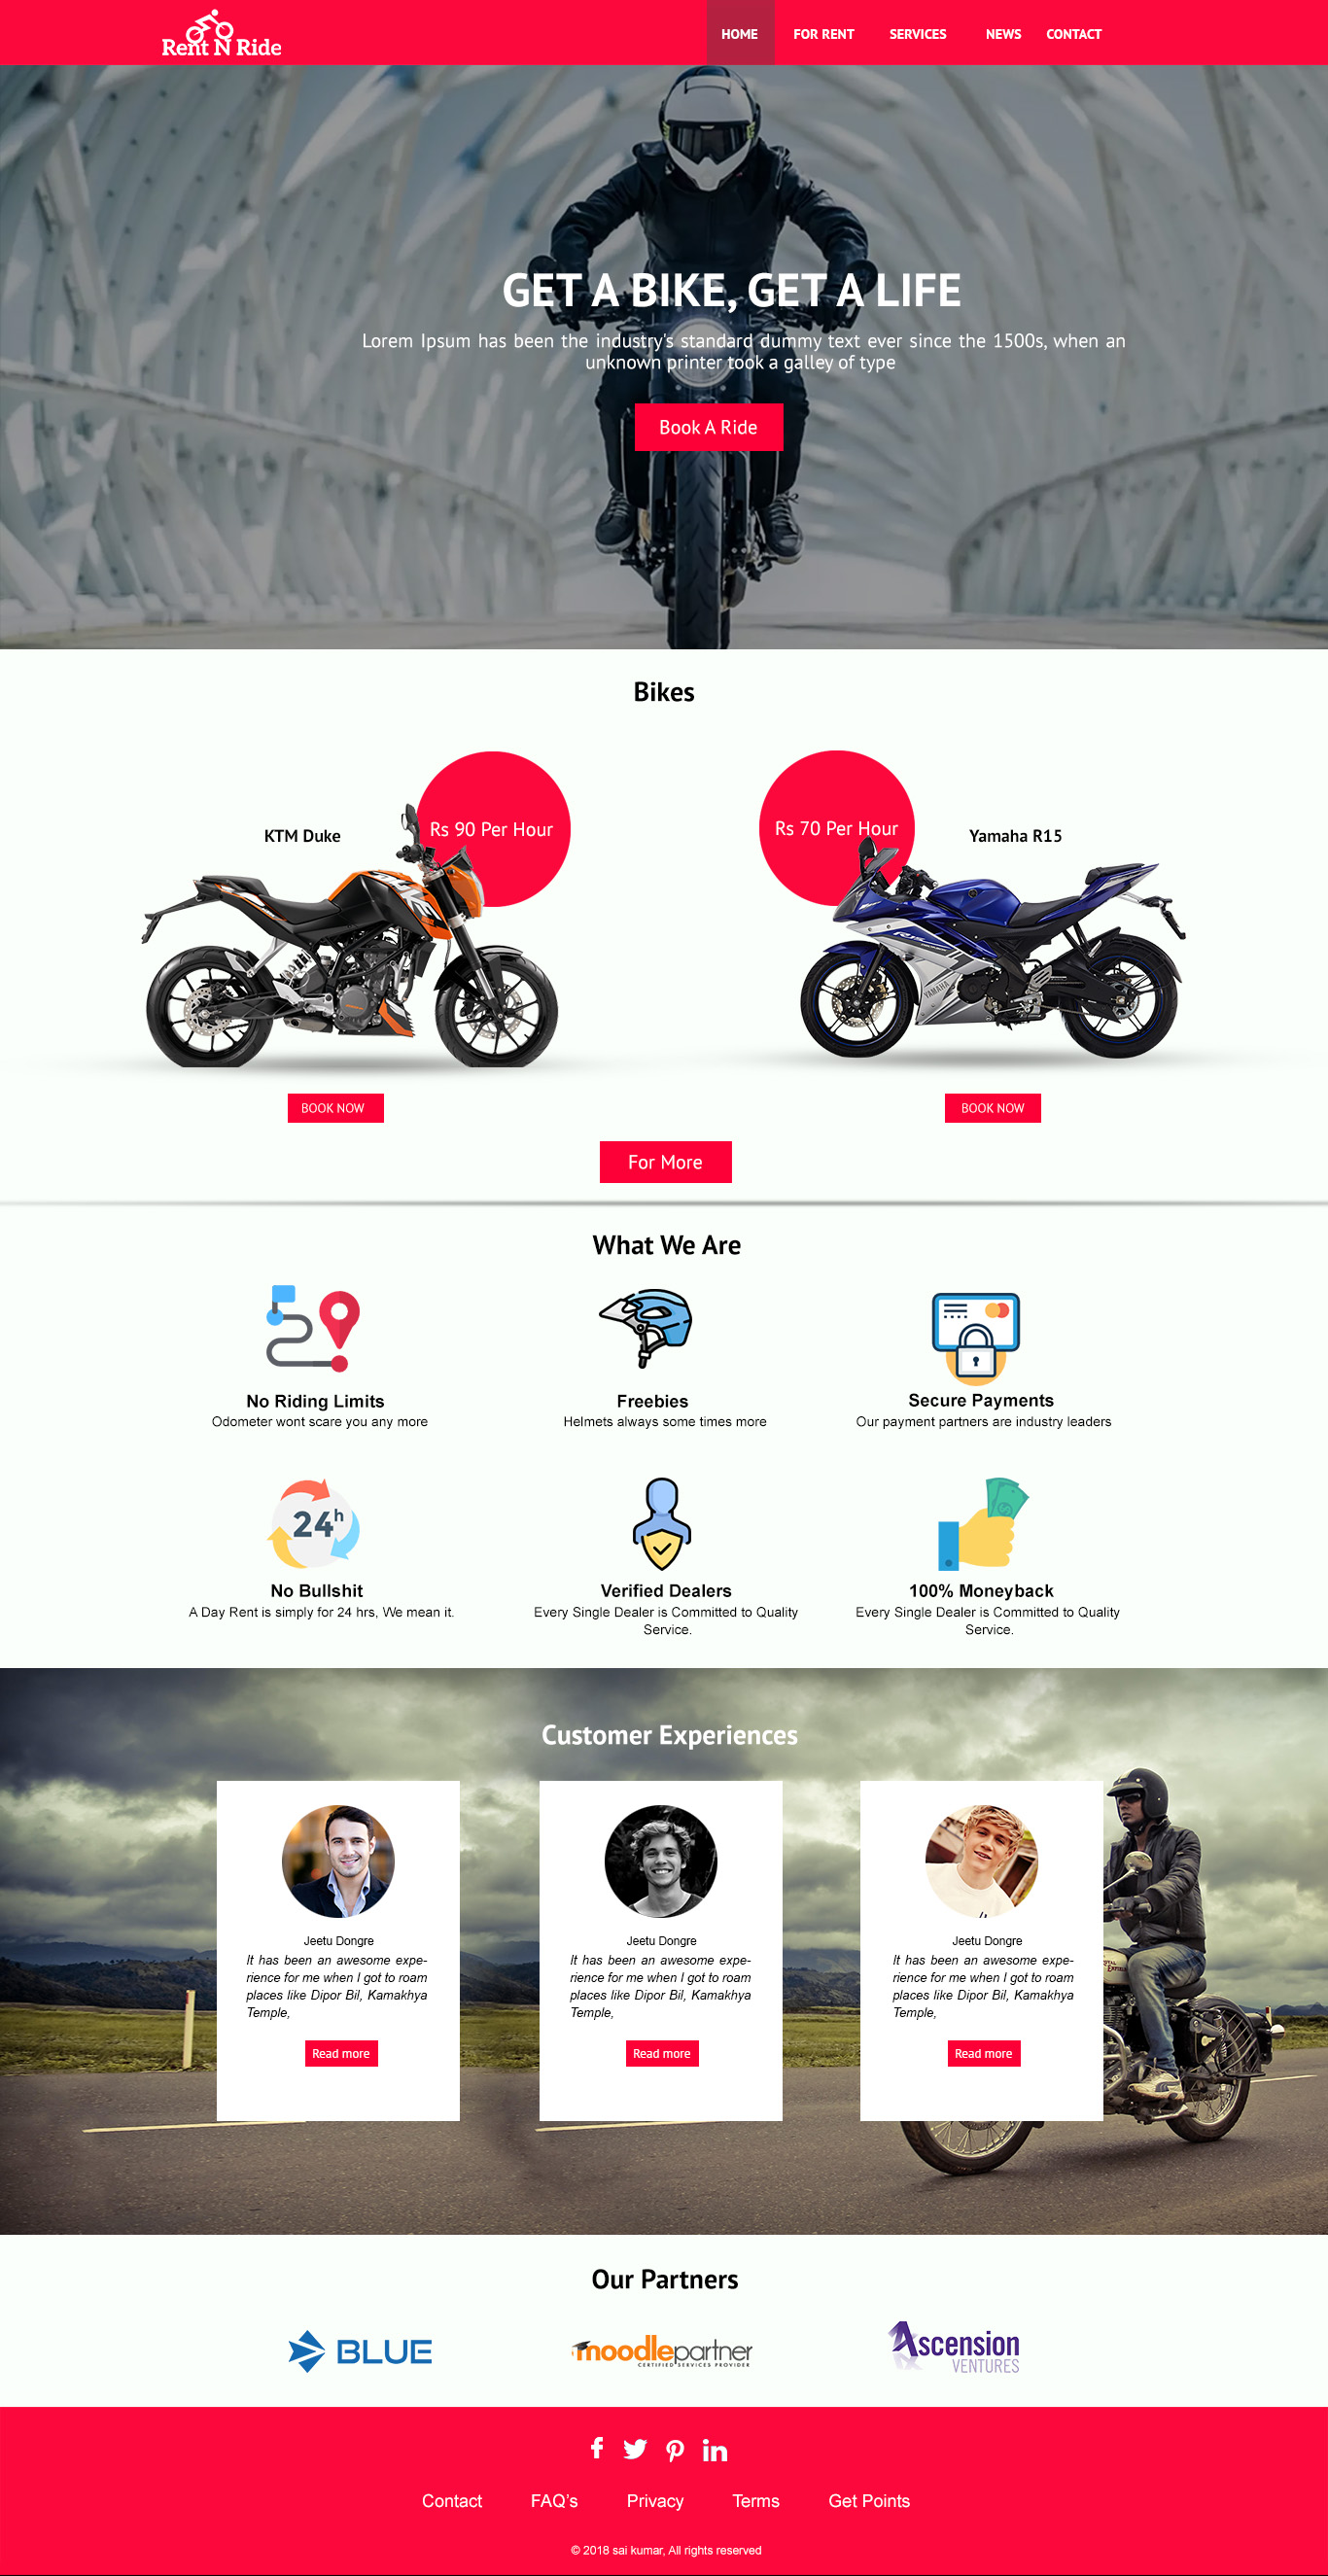 Rent N Ride
HOME FOR RENT SERVICES NEWS CONTACT
GET A BIKE, GET A LIFE
Lorem Ipsum has been the industry's standard dummy text ever since the 1500s, when an
unknown printer took a galley of type
Book A Ride
Bikes
KTM Duke
Rs 90 Per Hour
DUKE
BOOK NOW
Rs 70 Per Hour
Yamaha R15
R15
YAMAHA
BOOK NOW
For More
What We Are
No Riding Limits
Odometer wont scare you any more
Freebies
Helmets always some times more
Secure Payments
Our payment partners are industry leaders
24h
No Bullshit
A Day Rent is simply for 24 hrs, We mean it.
Verified Dealers
Every Single Dealer is Committed to Quality
Service.
100% Moneyback
Every Single Dealer is Committed to Quality
Service.
Customer Experiences
Jeetu Dongre
It has been an awesome expe-
rience for me when I got to roam
places like Dipor Bil, Kamakhya
Temple,
Read more
Jeetu Dongre
It has been an awesome expe-
rience for me when I got to roam
places like Dipor Bil, Kamakhya
Temple,
Read more
Jeetu Dongre
It has been an awesome expe-
rience for me when I got to roam
places like Dipor Bil, Kamakhya
Temple,
Read more
Our Partners
BLUE
moodlepartner
CERTIFIED SERVICES PROVIDER
Ascension
VENTURES
Contact FAQ's Privacy Terms Get Points
© 2018 sai kumar, All rights reserved